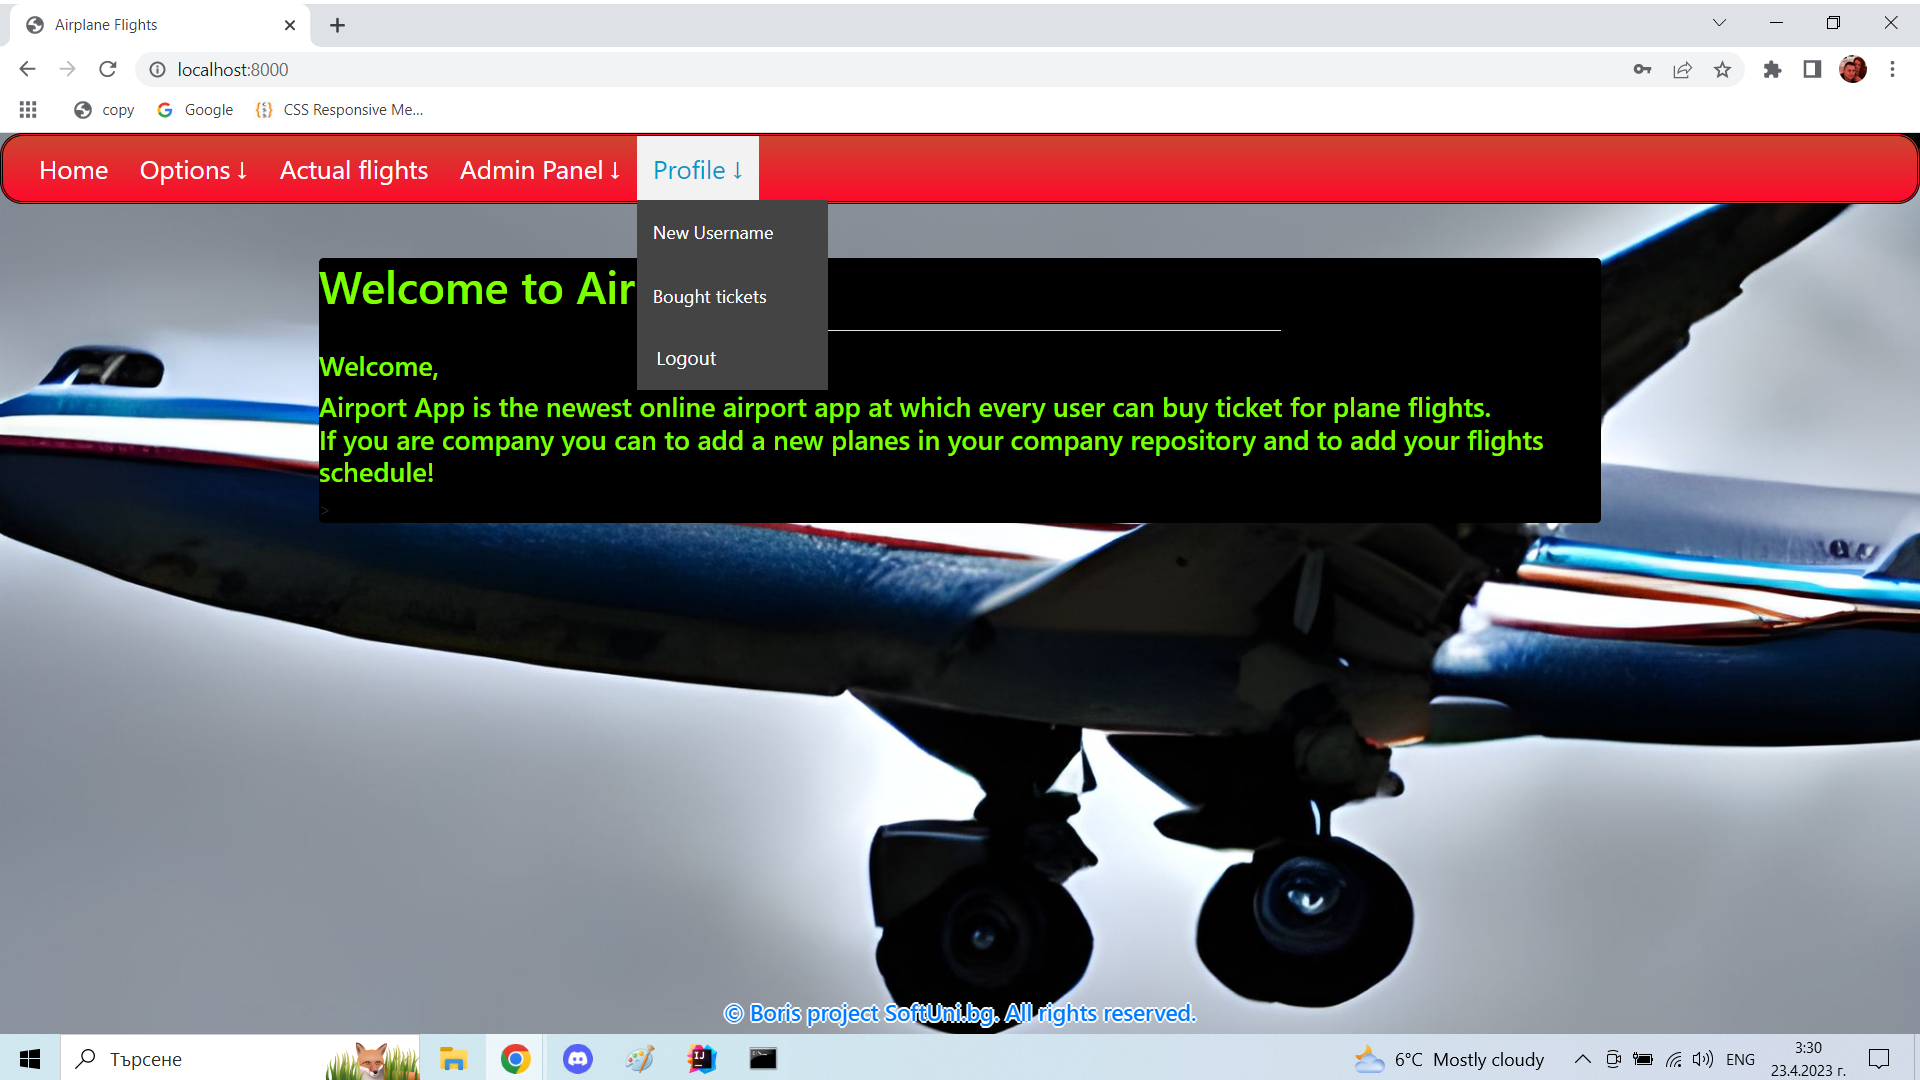 Airplane Flights
localhost:8000
copy
Google
CSS Responsive Me...
Home
Options ↓
Actual flights
Admin Panel ↓
Profile ↓
New Username
Bought tickets
Logout
Welcome to Air
Welcome,
Airport App is the newest online airport app at which every user can buy ticket for plane flights.
If you are company you can to add a new planes in your company repository and to add your flights
schedule!
>
© Boris project SoftUni.bg. All rights reserved.
Търсене
6°C Mostly cloudy
ENG
3:30
23.4.2023 г.